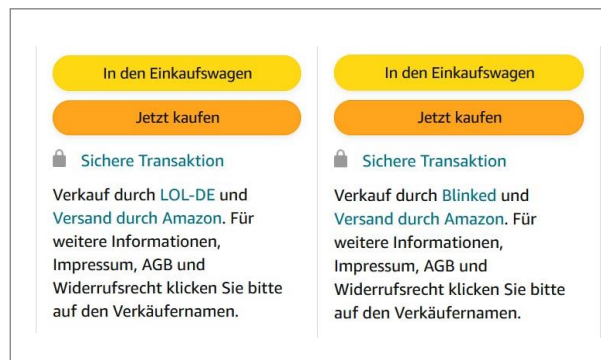 In den Einkaufswagen
Jetzt kaufen
Sichere Transaktion
Verkauf durch LOL-DE und
Versand durch Amazon. Für
weitere Informationen,
Impressum, AGB und
Widerrufsrecht klicken Sie bitte
auf den Verkäufernamen.
In den Einkaufswagen
Jetzt kaufen
Sichere Transaktion
Verkauf durch Blinked und
Versand durch Amazon. Für
weitere Informationen,
Impressum, AGB und
Widerrufsrecht klicken Sie bitte
auf den Verkäufernamen.